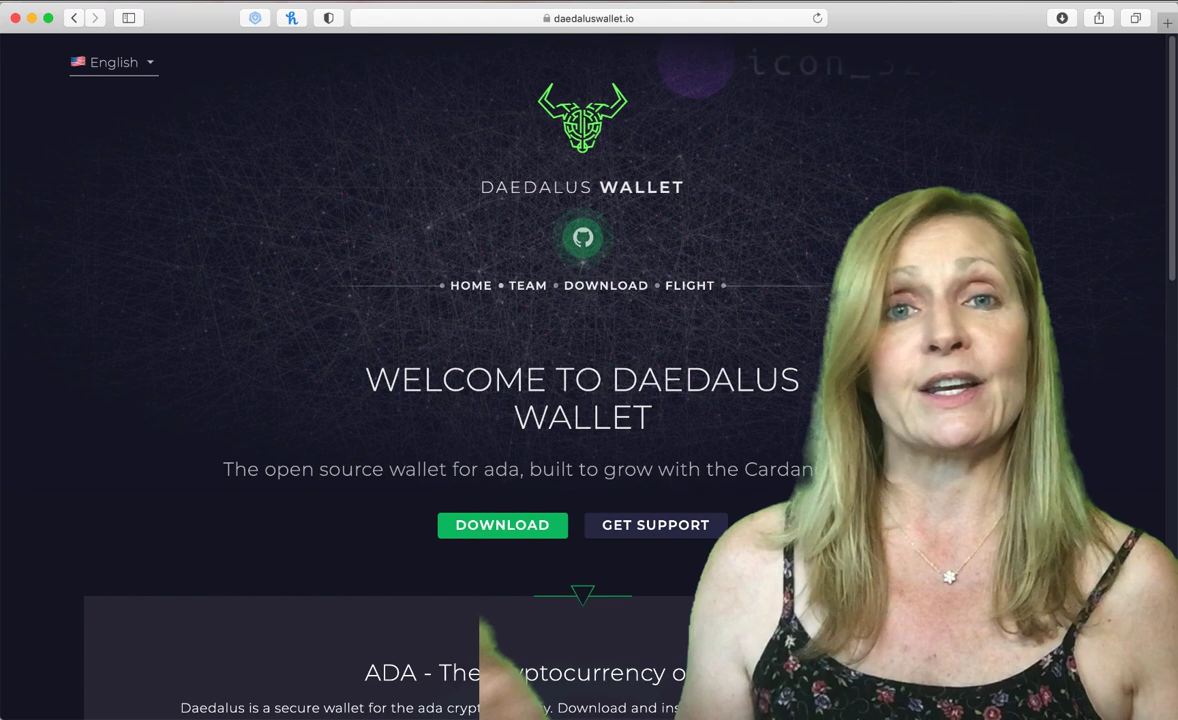 daedaluswallet.io
English
DAEDALUS WALLET
HOME TEAM DOWNLOAD FLIGHT
WELCOME TO DAEDALUS
WALLET
The open source wallet for ada, built to grow with the
DOWNLOAD GET SUPPORT
ADA - The
Daedalus is a secure wallet for the ada Download and